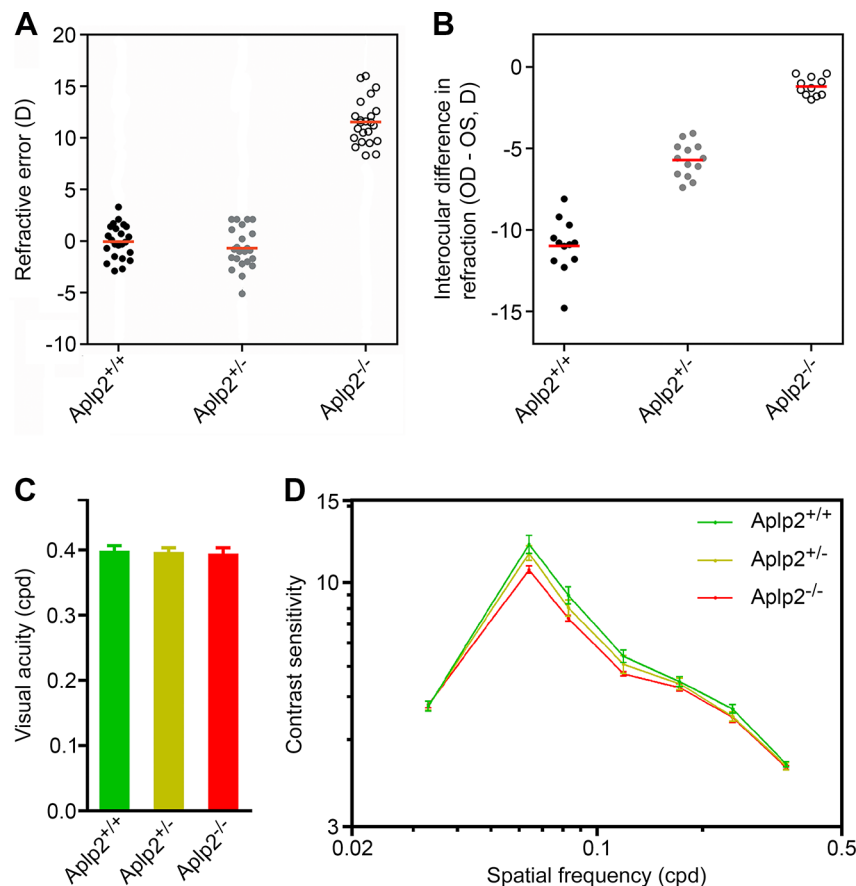 A
Refractive error (D)
20
15
10
5
0
-5
-10
Aplp2+/+
Aplp2+/-
Aplp2-/-
B
Interocular difference in
refraction (OD - OS, D)
0
-5
-10
-15
Aplp2+/+
Aplp2+/-
Aplp2-/-
C
Visual acuity (cpd)
0.4
0.3
0.2
0.1
0.0
Aplp2+/+
Aplp2+/-
Aplp2-/-
D
Contrast sensitivity
15
10
3
0.02
0.1
0.5
Spatial frequency (cpd)
Aplp2+/+
Aplp2+/-
Aplp2-/-